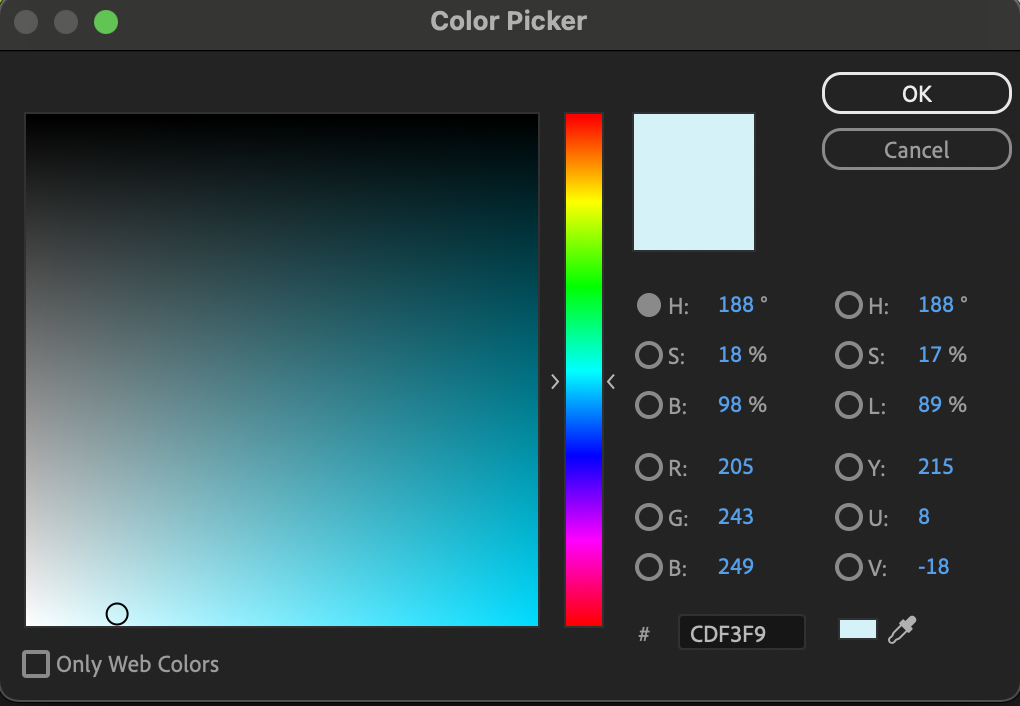 Color Picker
OK
Cancel
H: 188 ° H: 188 °
S: 18 % S: 17 %
B: 98 % L: 89 %
R: 205 Y: 215
G: 243 U: 8
B: 249 V: -18
# CDF3F9
Only Web Colors